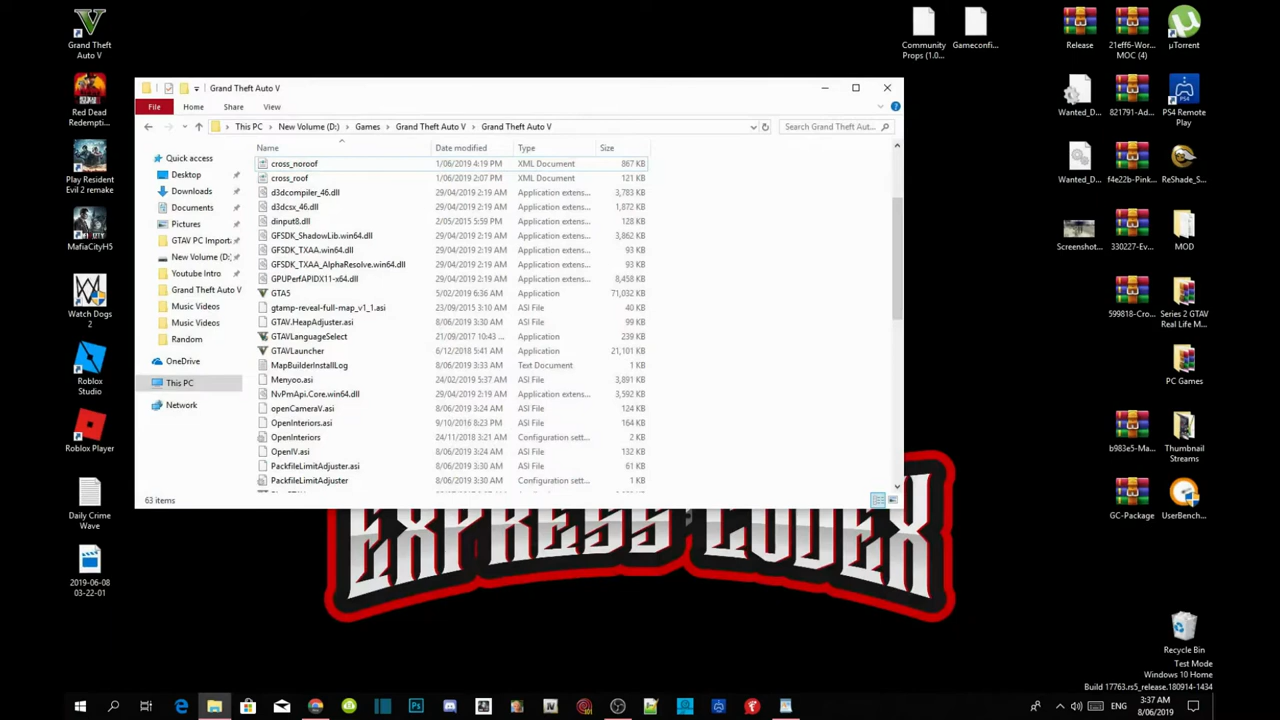 Grand Theft
Auto V
Red Dead
Redempti...
Play Resident
Evil 2 remake
MafiaCityH5
Watch Dogs
2
Roblox
Studio
Roblox Player
Daily Crime
Wave
2019-06-08
03-22-01
Community
Props (1.0...
Gameconfi...
Release
21eff6-Wor...
MOC (4)
µTorrent
Wanted_D...
821791-Ad...
PS4 Remote
Play
Wanted_D...
f4e22b-Pink...
ReShade_S...
Screenshot...
330227-Ev...
MOD
599818-Cro...
Series 2 GTAV
Real Life M...
PC Games
b983e5-Ma...
Thumbnail
Streams
GC-Package
UserBench...
Recycle Bin
Grand Theft Auto V
File Home Share View
This PC > New Volume (D:) > Games > Grand Theft Auto V > Grand Theft Auto V
Search Grand Theft Aut...
Quick access
Desktop
Downloads
Documents
Pictures
GTAV PC Import
New Volume (D:
Youtube Intro
Grand Theft Auto V
Music Videos
Music Videos
Random
OneDrive
This PC
Network
Name Date modified Type Size
cross_noroof 1/06/2019 4:19 PM XML Document 867 KB
cross_roof 1/06/2019 2:07 PM XML Document 121 KB
d3dcompiler_46.dll 29/04/2019 2:19 AM Application extens... 3,783 KB
d3dcsx_46.dll 29/04/2019 2:19 AM Application extens... 1,872 KB
dinput8.dll 2/05/2015 5:59 PM Application extens... 128 KB
GFSDK_ShadowLib.win64.dll 29/04/2019 2:19 AM Application extens... 3,862 KB
GFSDK_TXAA.win64.dll 29/04/2019 2:19 AM Application extens... 93 KB
GFSDK_TXAA_AlphaResolve.win64.dll 29/04/2019 2:19 AM Application extens... 93 KB
GPUPerfAPIDX11-x64.dll 29/04/2019 2:19 AM Application extens... 8,458 KB
GTA5 5/02/2019 6:36 AM Application 71,032 KB
gtamp-reveal-full-map_v1_1.asi 23/09/2015 3:10 AM ASI File 40 KB
GTAV.HeapAdjuster.asi 8/06/2019 3:30 AM ASI File 99 KB
GTAVLanguageSelect 21/09/2017 10:43 ... Application 239 KB
GTAVLauncher 6/12/2018 5:41 AM Application 21,101 KB
MapBuilderInstallLog 8/06/2019 3:33 AM Text Document 1 KB
Menyoo.asi 24/02/2019 5:37 AM ASI File 3,891 KB
NvPmApi.Core.win64.dll 29/04/2019 2:19 AM Application extens... 3,592 KB
openCameraV.asi 8/06/2019 3:24 AM ASI File 124 KB
OpenInteriors.asi 9/10/2016 8:23 PM ASI File 164 KB
OpenInteriors 24/11/2018 3:21 AM Configuration sett... 2 KB
OpenIV.asi 8/06/2019 3:24 AM ASI File 132 KB
PackfileLimitAdjuster.asi 8/06/2019 3:30 AM ASI File 61 KB
PackfileLimitAdjuster 8/06/2019 3:30 AM Configuration sett... 1 KB
63 items
EXPRESS CODEX
Test Mode
Windows 10 Home
Build 17763.rs5_release.180914-1434
3:37 AM
8/06/2019